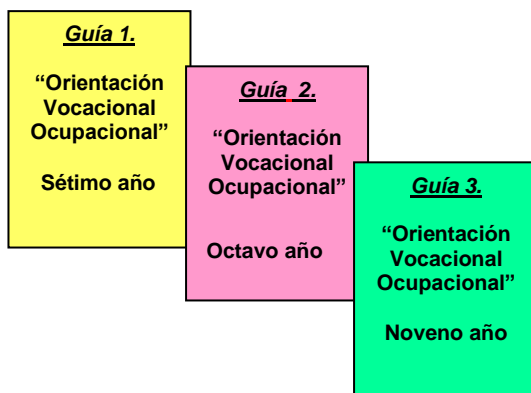 Guía 1.
“Orientación
Vocacional
Ocupacional”
Sétimo año
Guía 2.
“Orientación
Vocacional
Ocupacional”
Octavo año
Guía 3.
“Orientación
Vocacional
Ocupacional”
Noveno año